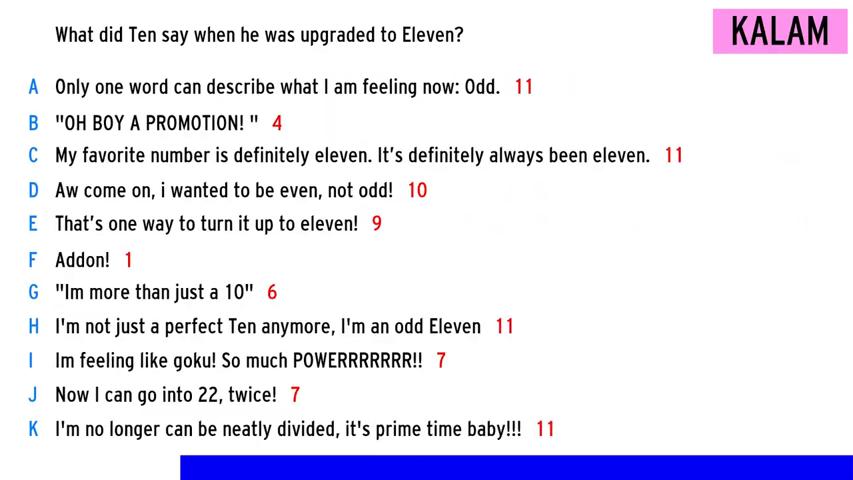 What did Ten say when he was upgraded to Eleven?
KALAM
A Only one word can describe what I am feeling now: Odd. 11
B "OH BOY A PROMOTION! " 4
C My favorite number is definitely eleven. It's definitely always been eleven. 11
D Aw come on, i wanted to be even, not odd! 10
E That's one way to turn it up to eleven! 9
F Addon! 1
G "Im more than just a 10" 6
H I'm not just a perfect Ten anymore, I'm an odd Eleven 11
I Im feeling like goku! So much POWERRRRRRR!! 7
J Now I can go into 22, twice! 7
K I'm no longer can be neatly divided, it's prime time baby!!! 11